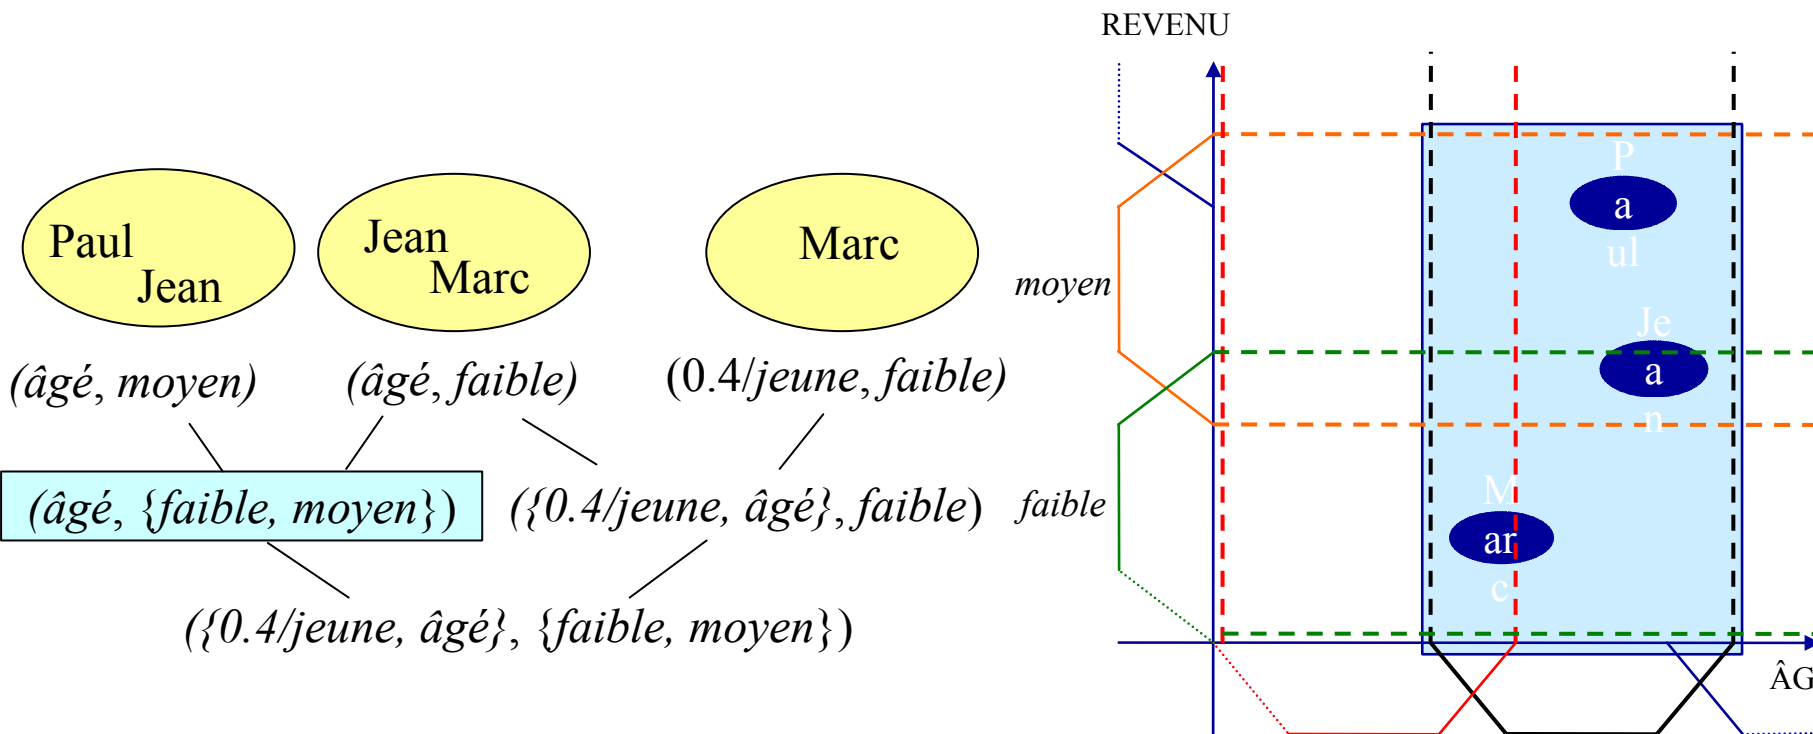 REVENU
Paul
Jean
Jean
Marc
Marc
(âgé, moyen)
(âgé, faible)
(0.4/jeune, faible)
(âgé, {faible, moyen})
({0.4/jeune, âgé}, faible)
({0.4/jeune, âgé}, {faible, moyen})
moyen
faible
P
a
ul
Je
a
n
M
ar
c
ÂG